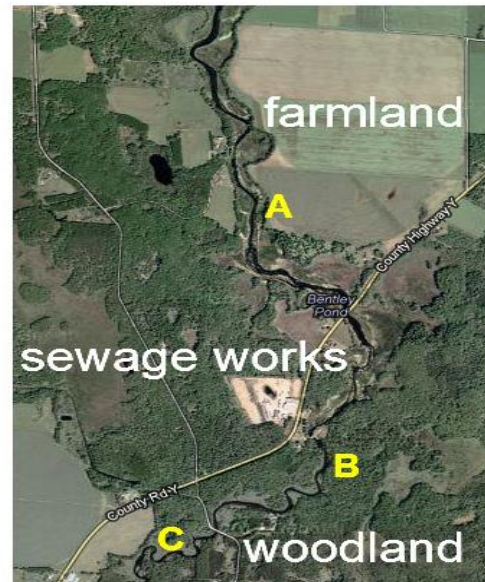 farmland
A
County Highway Y
Bentley
Pond
sewage works
B
County Rd Y
C
woodland